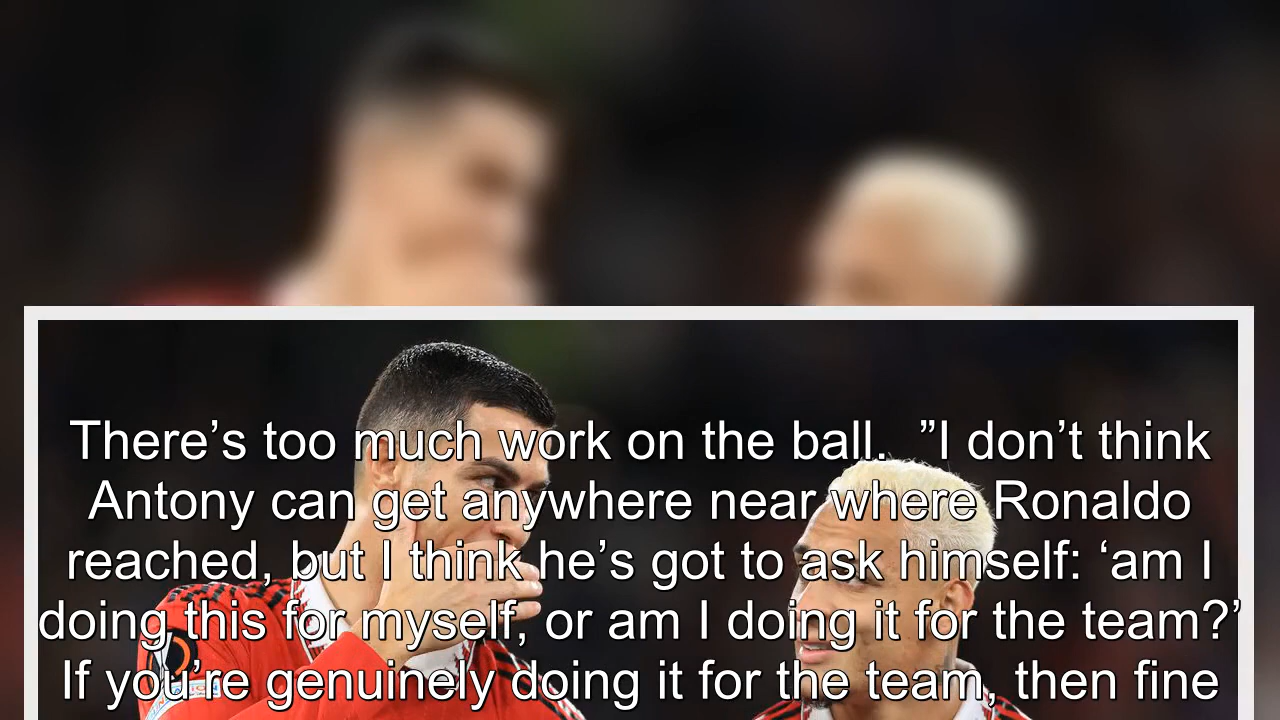 There’s too much work on the ball.  ”I don’t think
Antony can get anywhere near where Ronaldo
reached, but I think he’s got to ask himself: ‘am I
doing this for myself, or am I doing it for the team?’
If you’re genuinely doing it for the team, then fine